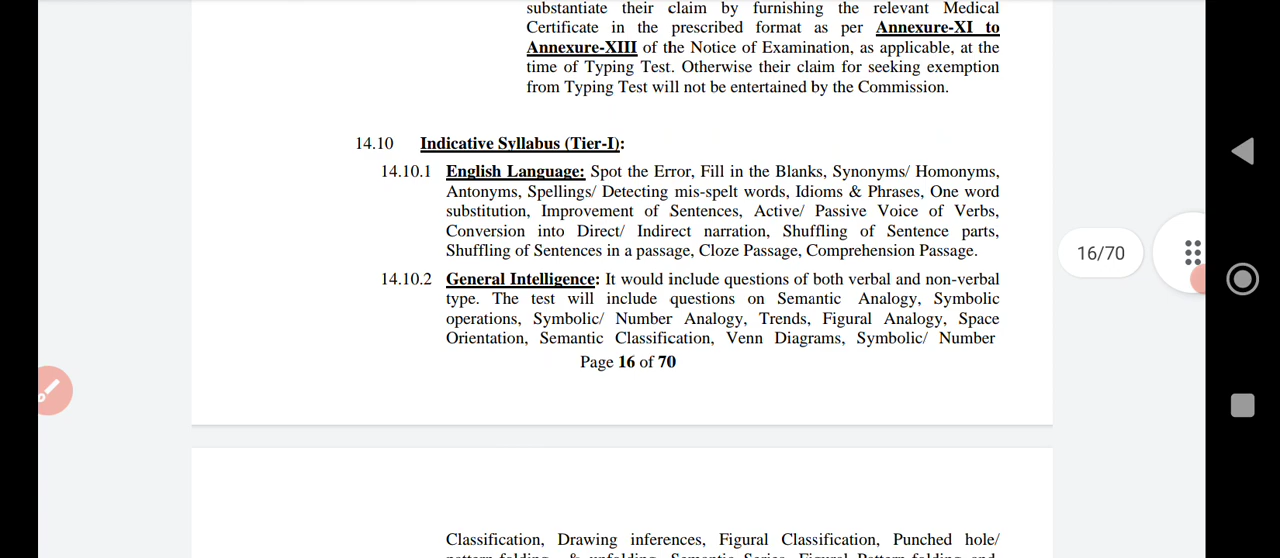 substantiate their claim by furnishing the relevant Medical
Certificate in the prescribed format as per Annexure-XI to
Annexure-XIII of the Notice of Examination, as applicable, at the
time of Typing Test. Otherwise their claim for seeking exemption
from Typing Test will not be entertained by the Commission.
14.10 Indicative Syllabus (Tier-I):
14.10.1 English Language: Spot the Error, Fill in the Blanks, Synonyms/ Homonyms,
Antonyms, Spellings/ Detecting mis-spelt words, Idioms & Phrases, One word
substitution, Improvement of Sentences, Active/ Passive Voice of Verbs,
Conversion into Direct/ Indirect narration, Shuffling of Sentence parts,
Shuffling of Sentences in a passage, Cloze Passage, Comprehension Passage.
16/70
14.10.2 General Intelligence: It would include questions of both verbal and non-verbal
type. The test will include questions on Semantic Analogy, Symbolic
operations, Symbolic/ Number Analogy, Trends, Figural Analogy, Space
Orientation, Semantic Classification, Venn Diagrams, Symbolic/ Number
Page 16 of 70
Classification, Drawing inferences, Figural Classification, Punched hole/